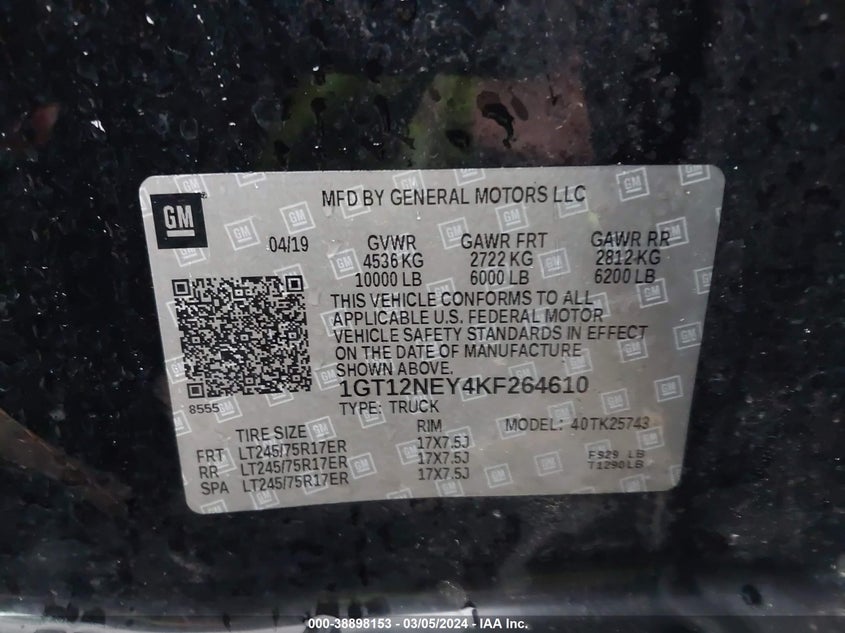 MFD BY GENERAL MOTORS LLC
GM
04/19 GVWR GAWR FRT GAWR RR
4536 KG 2722 KG 2812 KG
10000 LB 6000 LB 6200 LB
THIS VEHICLE CONFORMS TO ALL
APPLICABLE U.S. FEDERAL MOTOR
VEHICLE SAFETY STANDARDS IN EFFECT
ON THE DATE OF MANUFACTURE
SHOWN ABOVE.
1GT12NEY4KF264610
8555 TYPE: TRUCK MODEL: 40TK25743
TIRE SIZE RIM
FRT LT245/75R17ER 17X7.5J
RR LT245/75R17ER 17X7.5J F929 LB
SPA LT245/75R17ER 17X7.5J T1290LB
000-38898153 — 03/05/2024 — IAA Inc.